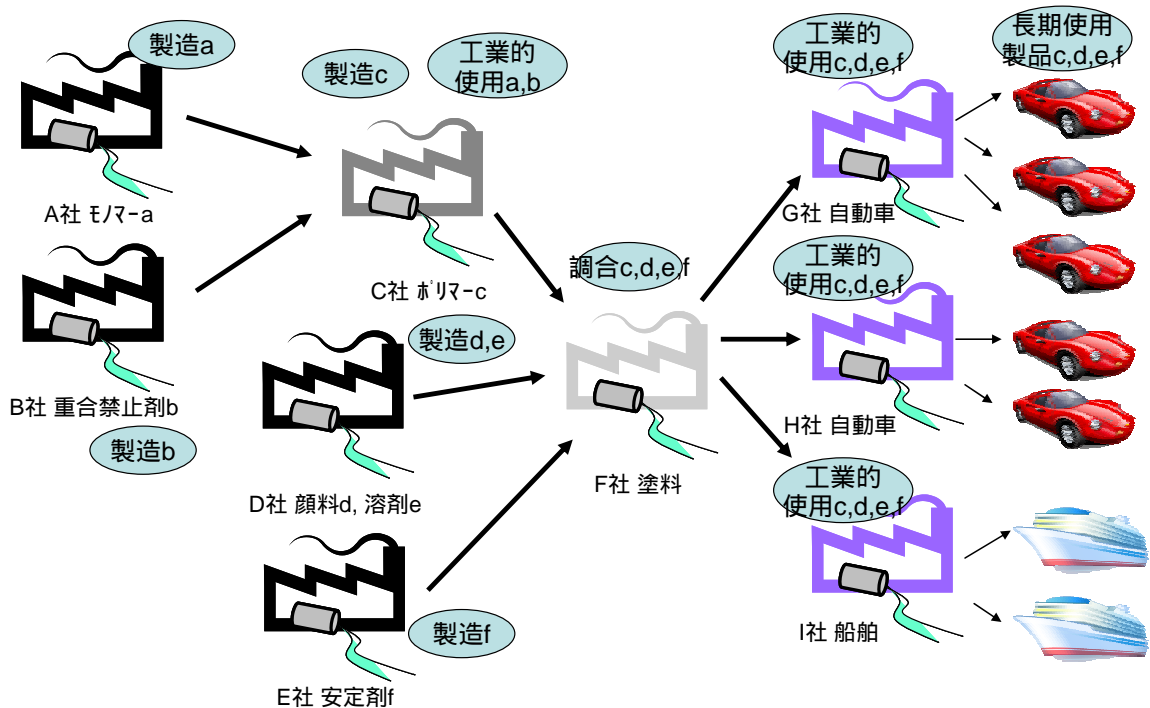 製造a
A社 ﾓﾉﾏｰa
B社 重合禁止剤b
製造b
製造c
工業的
使用a,b
C社 ﾎﾟﾘﾏｰc
製造d,e
D社 顔料d, 溶剤e
製造f
E社 安定剤f
調合c,d,e,f
F社 塗料
工業的
使用c,d,e,f
G社 自動車
工業的
使用c,d,e,f
H社 自動車
工業的
使用c,d,e,f
I社 船舶
長期使用
製品c,d,e,f